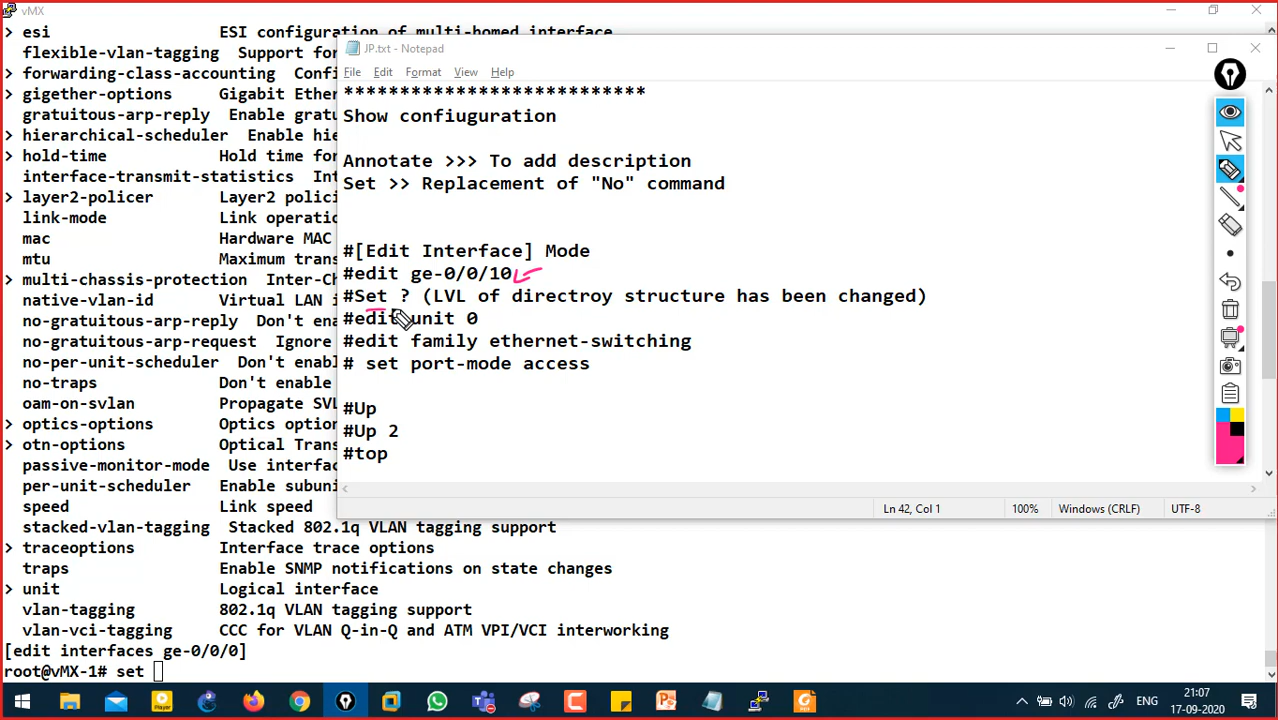 vMX
> esi ESI configuration of multi-homed interface
flexible-vlan-tagging Support for
> forwarding-class-accounting Confi
> gigether-options Gigabit Ether
gratuitous-arp-reply Enable grat
> hierarchical-scheduler Enable hie
> hold-time Hold time for
interface-transmit-statistics Int
> layer2-policer Layer2 polic
link-mode Link operatio
mac Hardware MAC
mtu Maximum trans
> multi-chassis-protection Inter-Ch
native-vlan-id Virtual LAN i
no-gratuitous-arp-reply Don't ena
no-gratuitous-arp-request Ignore
no-per-unit-scheduler Don't enabl
no-traps Don't enable
oam-on-svlan Propagate SVL
> optics-options Optics option
> otn-options Optical Trans
passive-monitor-mode Use interfac
per-unit-scheduler Enable subuni
speed Link speed
stacked-vlan-tagging Stacked 802.1q VLAN tagging support
> traceoptions Interface trace options
traps Enable SNMP notifications on state changes
> unit Logical interface
vlan-tagging 802.1q VLAN tagging support
vlan-vci-tagging CCC for VLAN Q-in-Q and ATM VPI/VCI interworking
[edit interfaces ge-0/0/0]
root@vMX-1# set
JP.txt - Notepad
File Edit Format View Help
***************************
Show confiuguration
Annotate >>> To add description
Set >> Replacement of "No" command
#[Edit Interface] Mode
#edit ge-0/0/10
#Set ? (LVL of directroy structure has been changed)
#edit unit 0
#edit family ethernet-switching
# set port-mode access
#Up
#Up 2
#top
Ln 42, Col 1 100% Windows (CRLF) UTF-8
ENG
21:07
17-09-2020